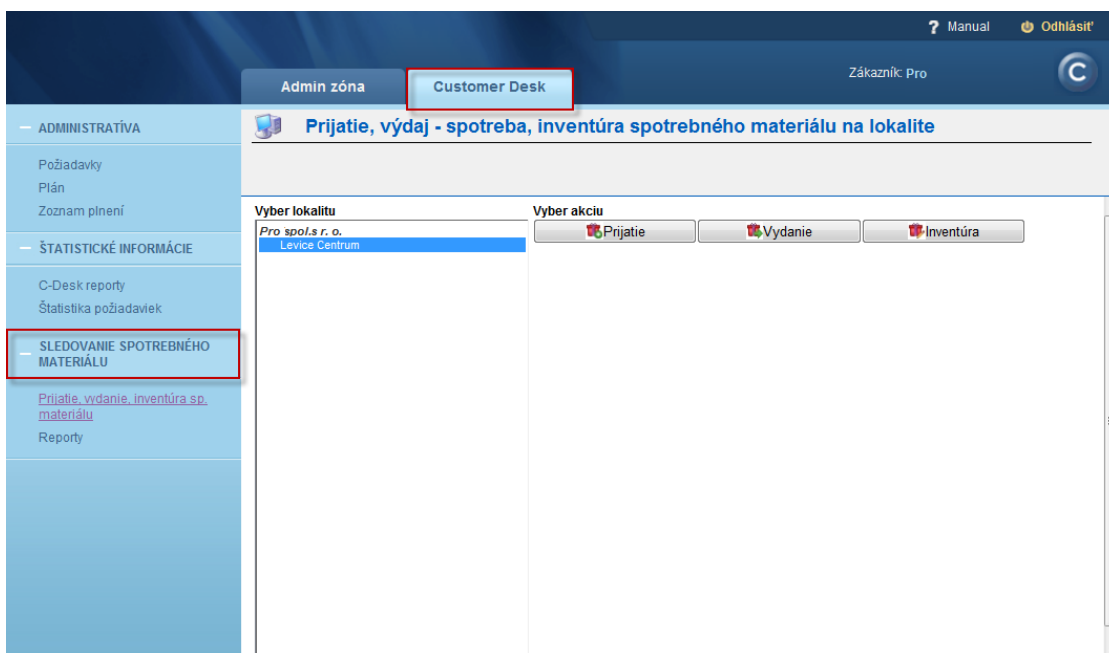 ? Manual
Odhlásiť
Admin zóna
Customer Desk
Zákazník: Pro
C
ADMINISTRATÍVA
Požiadavky
Plán
Zoznam plnení
ŠTATISTICKÉ INFORMÁCIE
C-Desk reporty
Štatistika požiadaviek
SLEDOVANIE SPOTREBNÉHO
MATERIÁLU
Prijatie, vydanie, inventúra sp.
materiálu
Reporty
Prijatie, výdaj - spotreba, inventúra spotrebného materiálu na lokalite
Vyber lokalitu
Pro spol.s r. o.
Levice Centrum
Vyber akciu
Prijatie
Vydanie
Inventúra